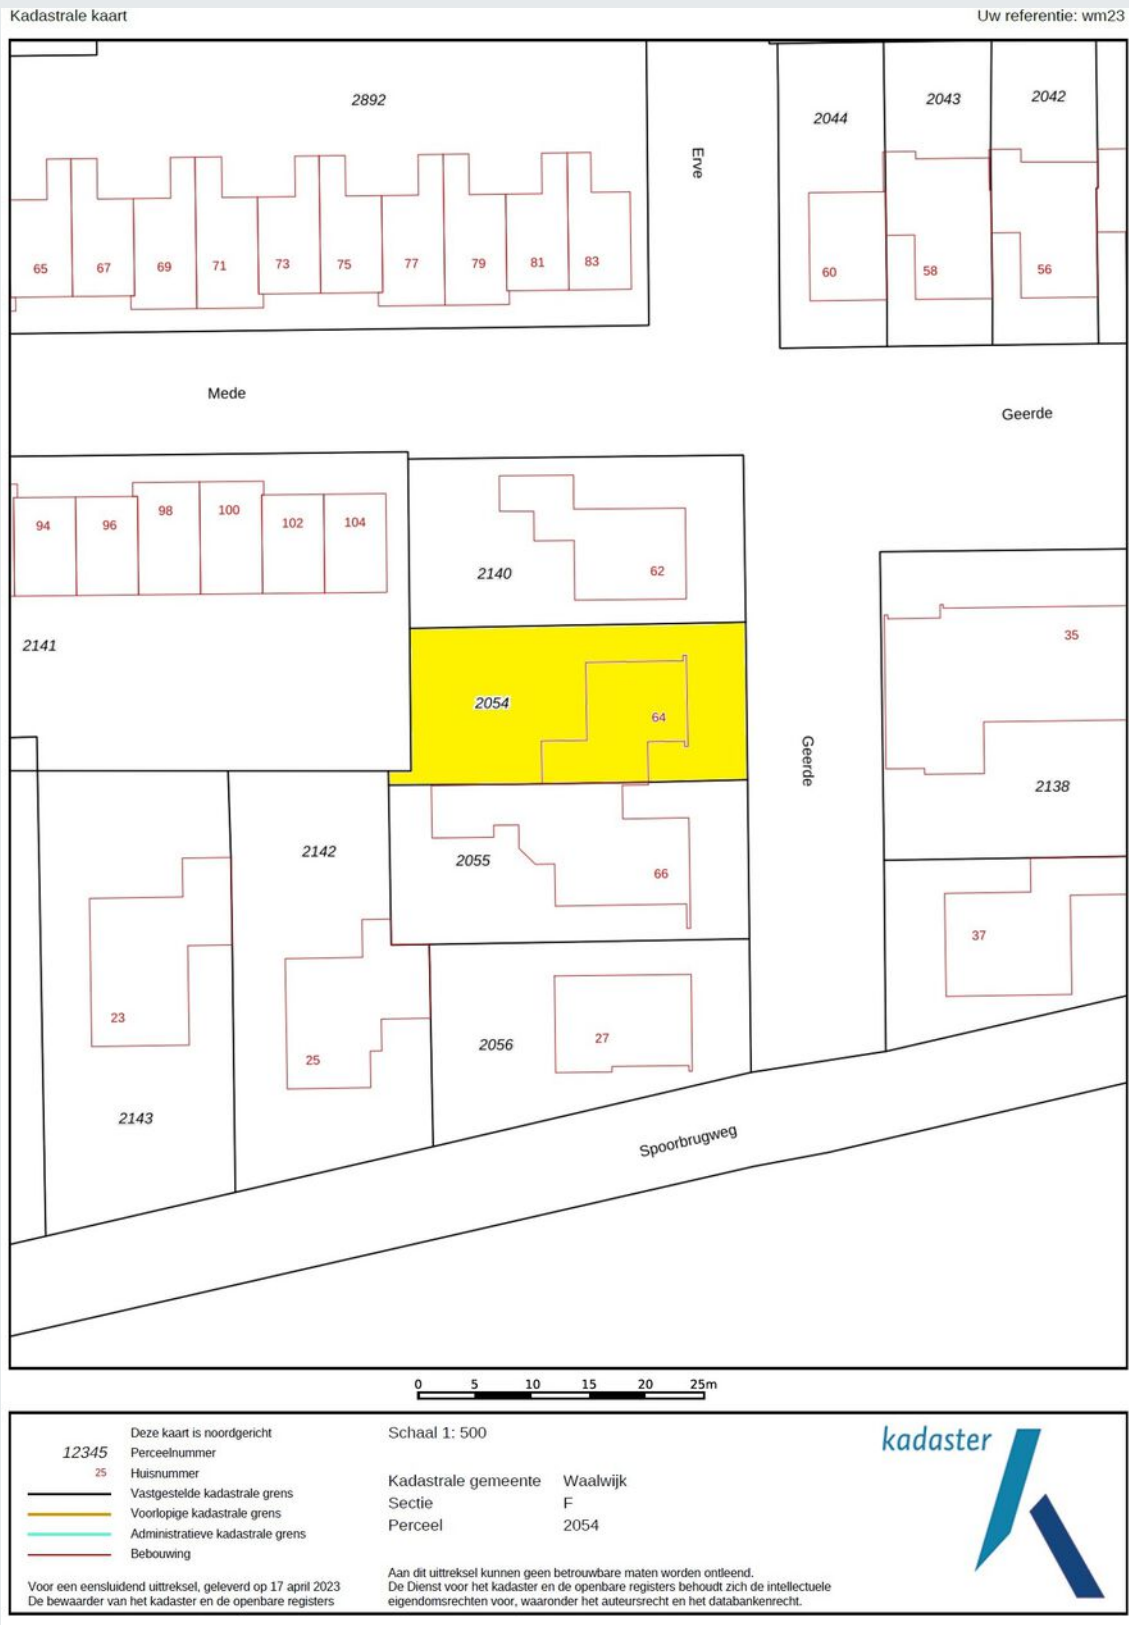 Kadastrale kaart
Uw referentie: wm23
2892
Erve
2044
2043
2042
65
67
69
71
73
75
77
79
81
83
60
58
56
Mede
Geerde
94
96
98
100
102
104
2140
62
2141
35
2054
64
Geerde
2138
2142
2055
66
37
23
25
2056
27
2143
Spoorbrugweg
0 5 10 15 20 25m
Deze kaart is noordgericht
12345 Perceelnummer
25 Huisnummer
Vastgestelde kadastrale grens
Voorlopige kadastrale grens
Administratieve kadastrale grens
Bebouwing
Voor een eensluidend uittreksel, geleverd op 17 april 2023
De bewaarder van het kadaster en de openbare registers
Schaal 1: 500
Kadastrale gemeente Waalwijk
Sectie F
Perceel 2054
Aan dit uittreksel kunnen geen betrouwbare maten worden ontleend.
De Dienst voor het kadaster en de openbare registers behoudt zich de intellectuele
eigendomsrechten voor, waaronder het auteursrecht en het databankenrecht.
kadaster